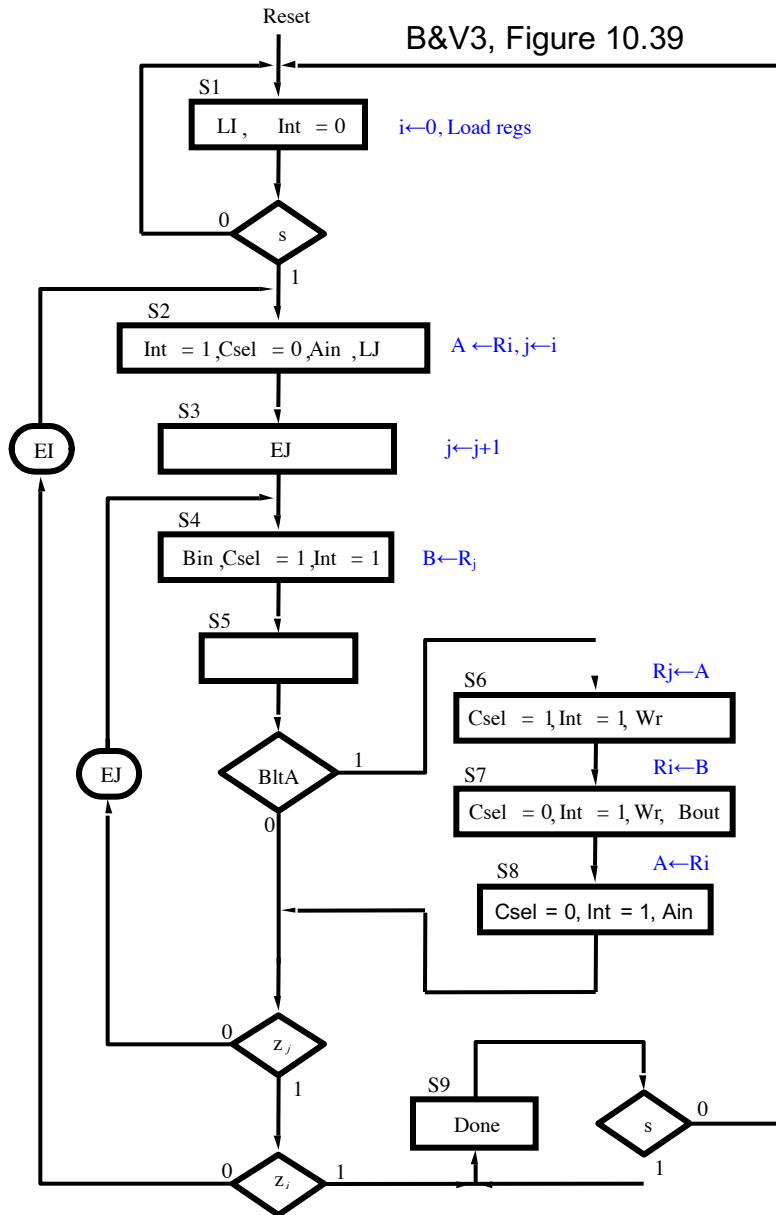 Reset
B&V3, Figure 10.39
S1
LI, Int = 0
i←0, Load regs
0
s
1
S2
Int = 1,Csel = 0,Ain,LJ
A ←Ri, j←i
S3
EI
EJ
j←j+1
S4
Bin,Csel = 1,Int = 1
B←Rj
S5
Rj←A
S6
Csel = 1,Int = 1, Wr
1
EJ
BltA
Ri←B
S7
Csel = 0,Int = 1,Wr, Bout
0
A←Ri
S8
Csel = 0, Int = 1, Ain
0
zj
1
S9
Done
s
0
1
0
zi
1